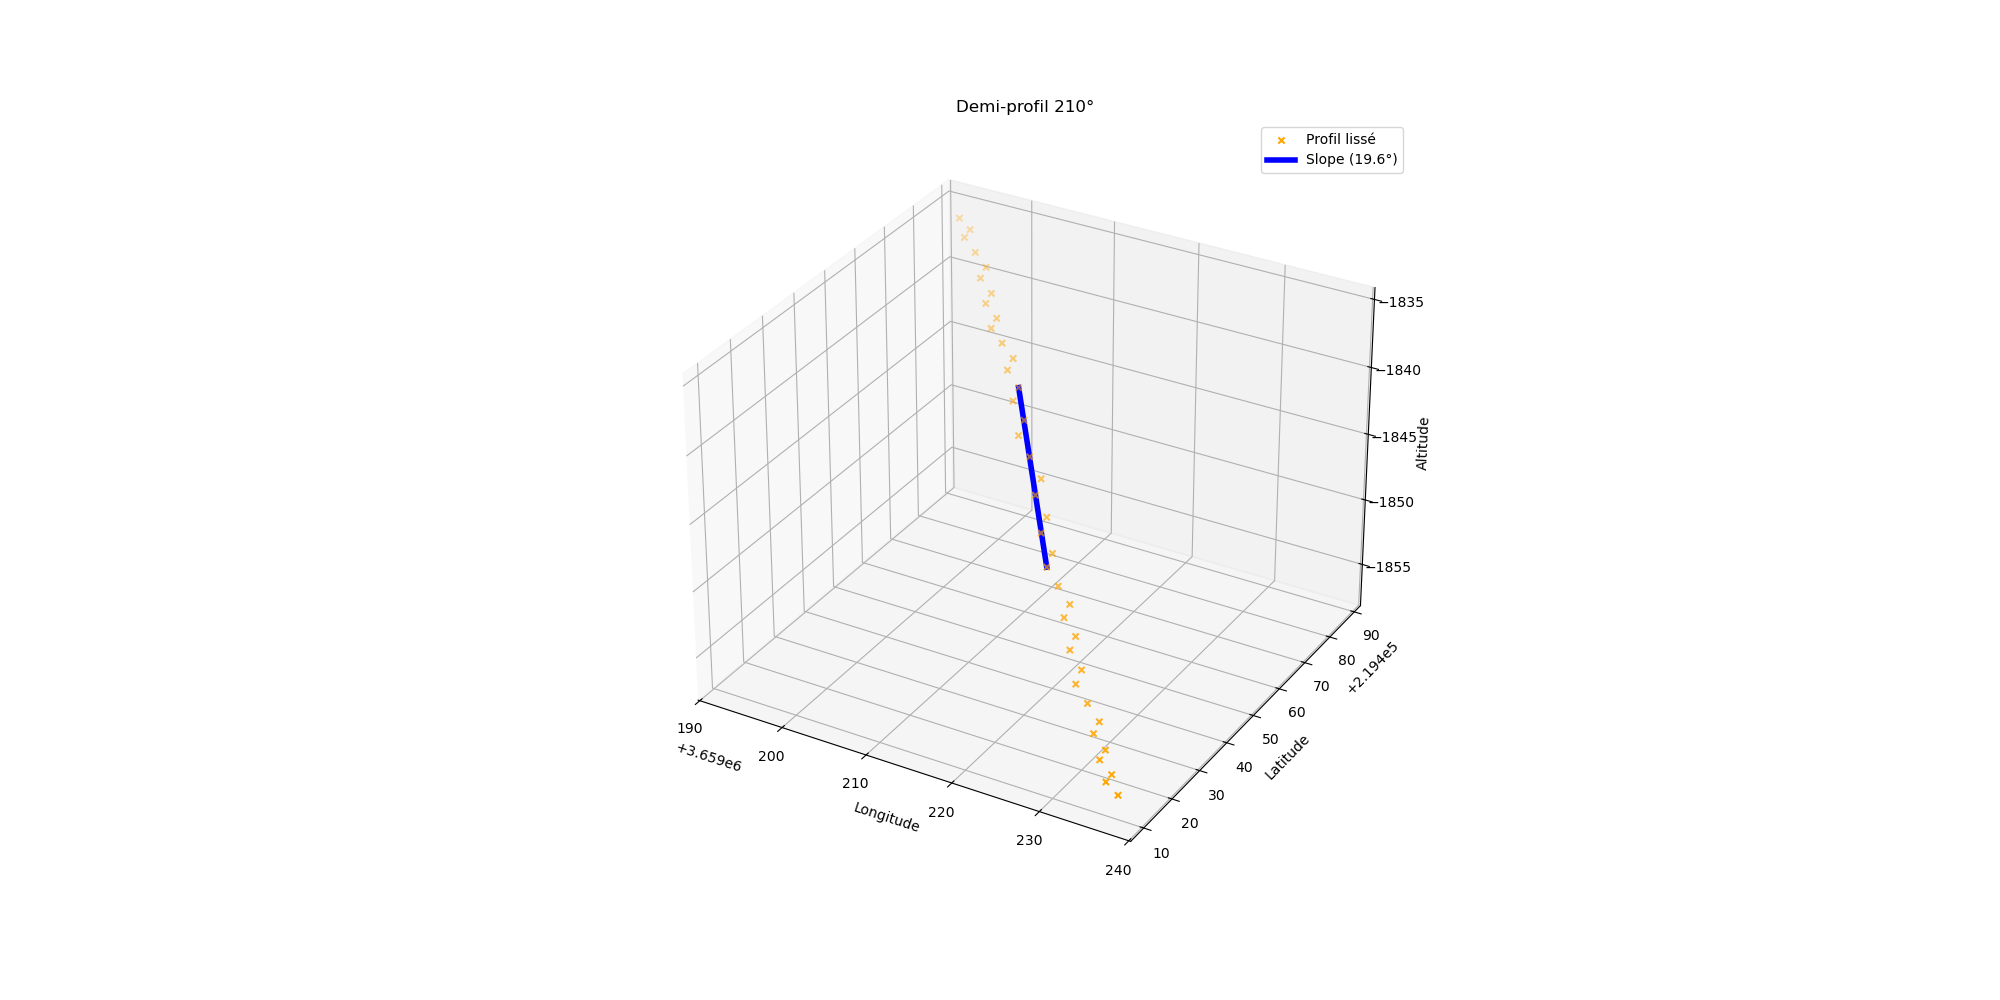 Demi-profil 210°
Profil lissé
Slope (19.6°)
−1835
−1840
−1845
−1850
−1855
Altitude
90
80
70
60
50
40
30
20
10
+2.194e5
Latitude
190
200
210
220
230
240
+3.659e6
Longitude